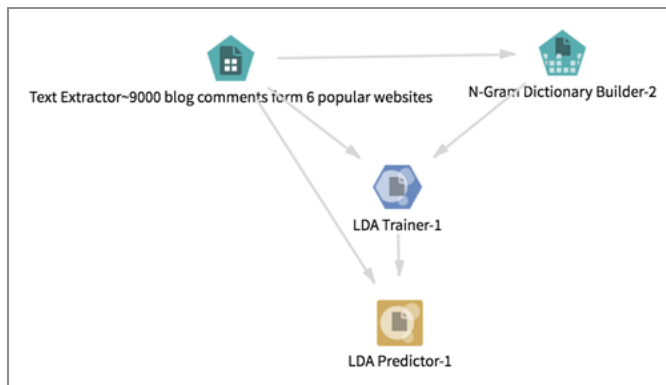 Text Extractor~9000 blog comments form 6 popular websites
N-Gram Dictionary Builder-2
LDA Trainer-1
LDA Predictor-1